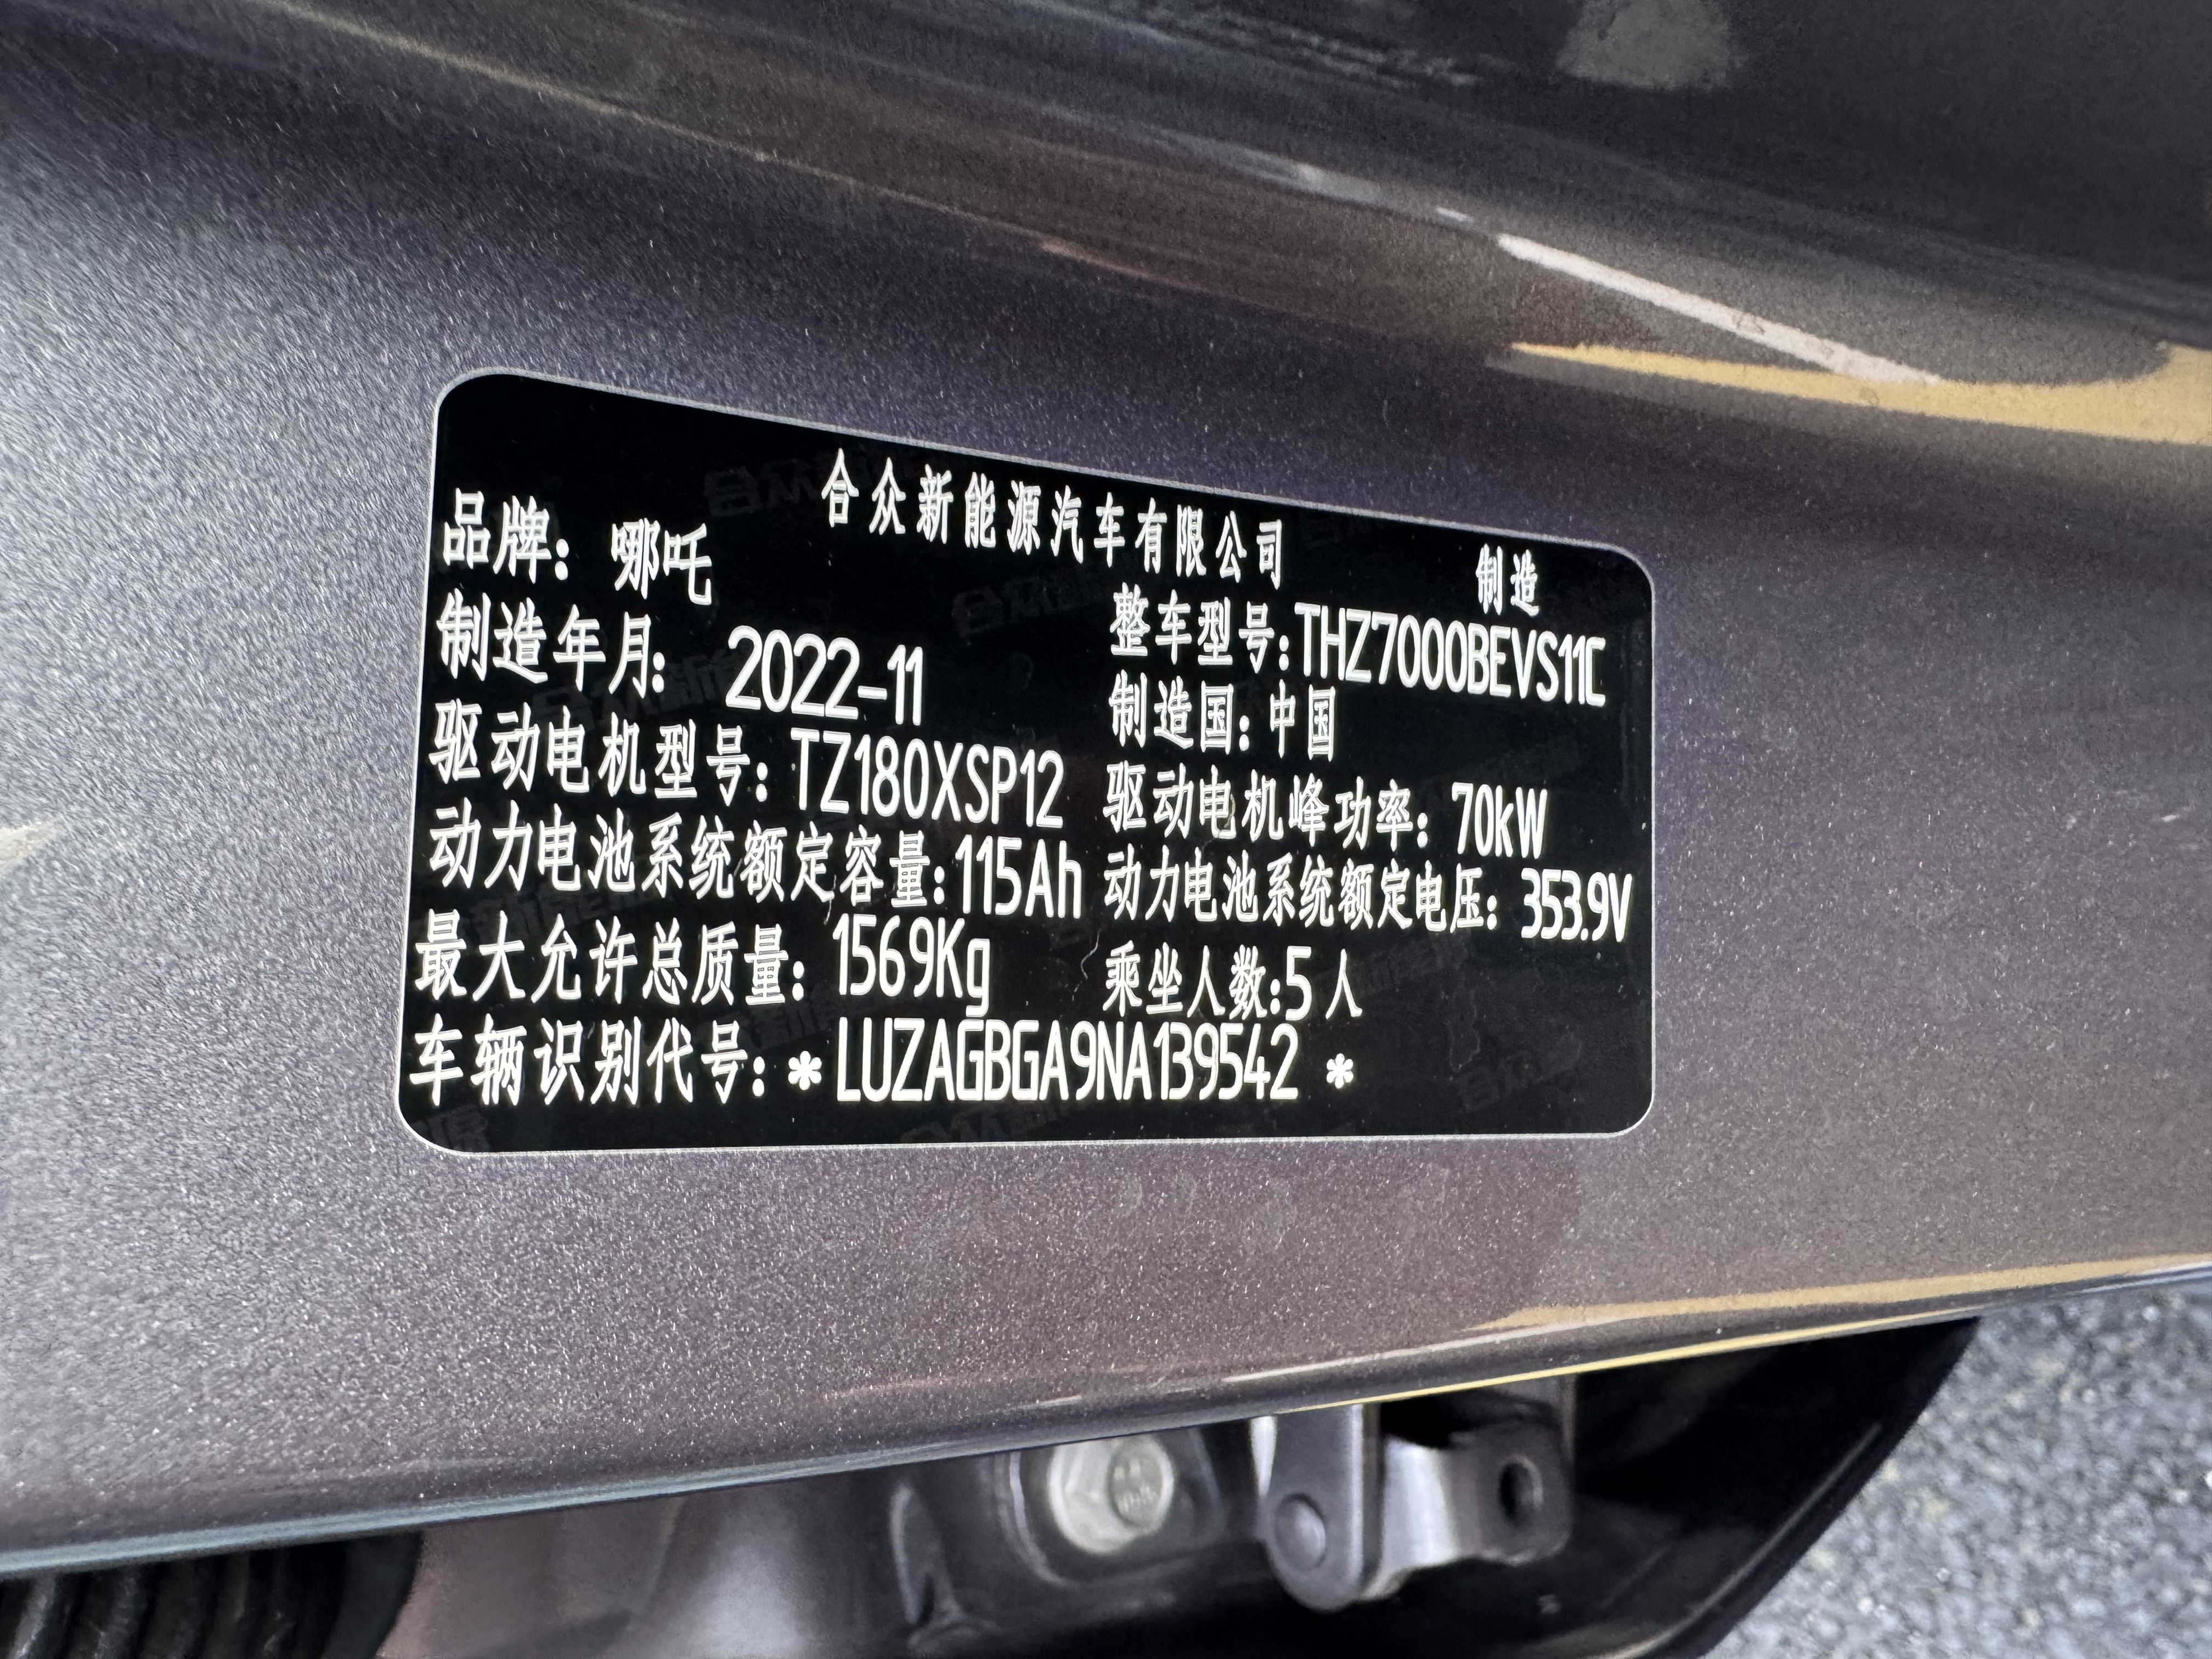 合众新能源汽车有限公司 制造
品牌: 哪吒
制造年月: 2022-11 整车型号:THZ7000BEVS11C
制造国: 中国
驱动电机型号: TZ180XSP12 驱动电机峰功率: 70kW
动力电池系统额定容量:115Ah 动力电池系统额定电压: 353.9V
最大允许总质量: 1569Kg 乘坐人数:5 人
车辆识别代号: *LUZAGBGA9NA139542 *